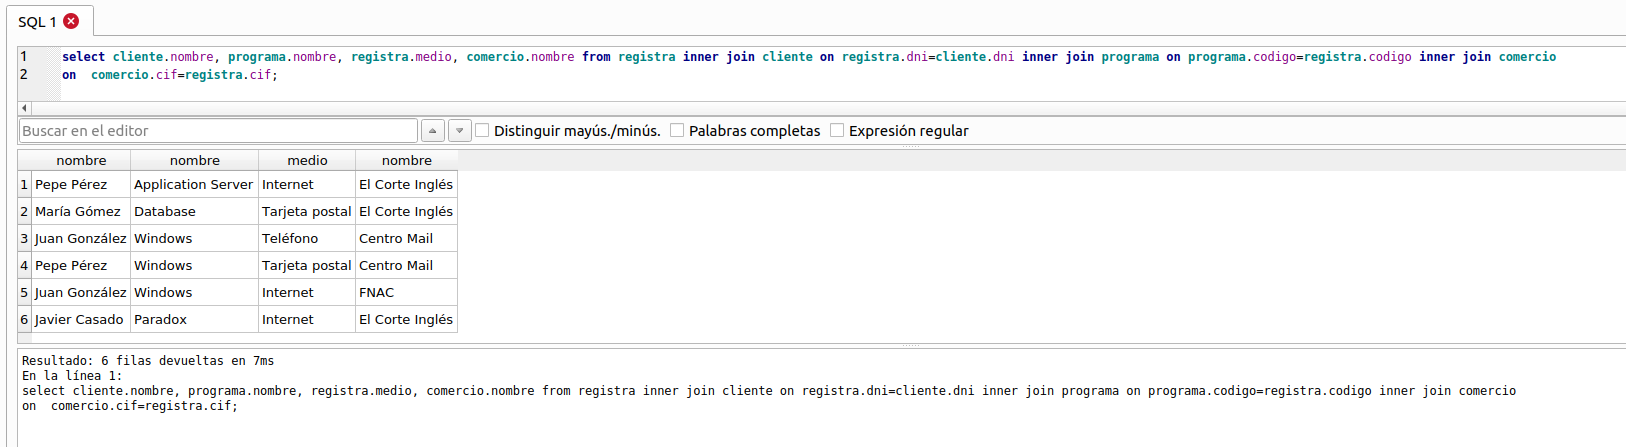 SQL 1
1 select cliente.nombre, programa.nombre, registra.medio, comercio.nombre from registra inner join cliente on registra.dni=cliente.dni inner join programa on programa.codigo=registra.codigo inner join comercio
2 on  comercio.cif=registra.cif;
Buscar en el editor Distinguir mayús./minús. Palabras completas Expresión regular
nombre nombre medio nombre
1 Pepe Pérez Application Server Internet El Corte Inglés
2 María Gómez Database Tarjeta postal El Corte Inglés
3 Juan González Windows Teléfono Centro Mail
4 Pepe Pérez Windows Tarjeta postal Centro Mail
5 Juan González Windows Internet FNAC
6 Javier Casado Paradox Internet El Corte Inglés
Resultado: 6 filas devueltas en 7ms
En la línea 1:
select cliente.nombre, programa.nombre, registra.medio, comercio.nombre from registra inner join cliente on registra.dni=cliente.dni inner join programa on programa.codigo=registra.codigo inner join comercio
on  comercio.cif=registra.cif;